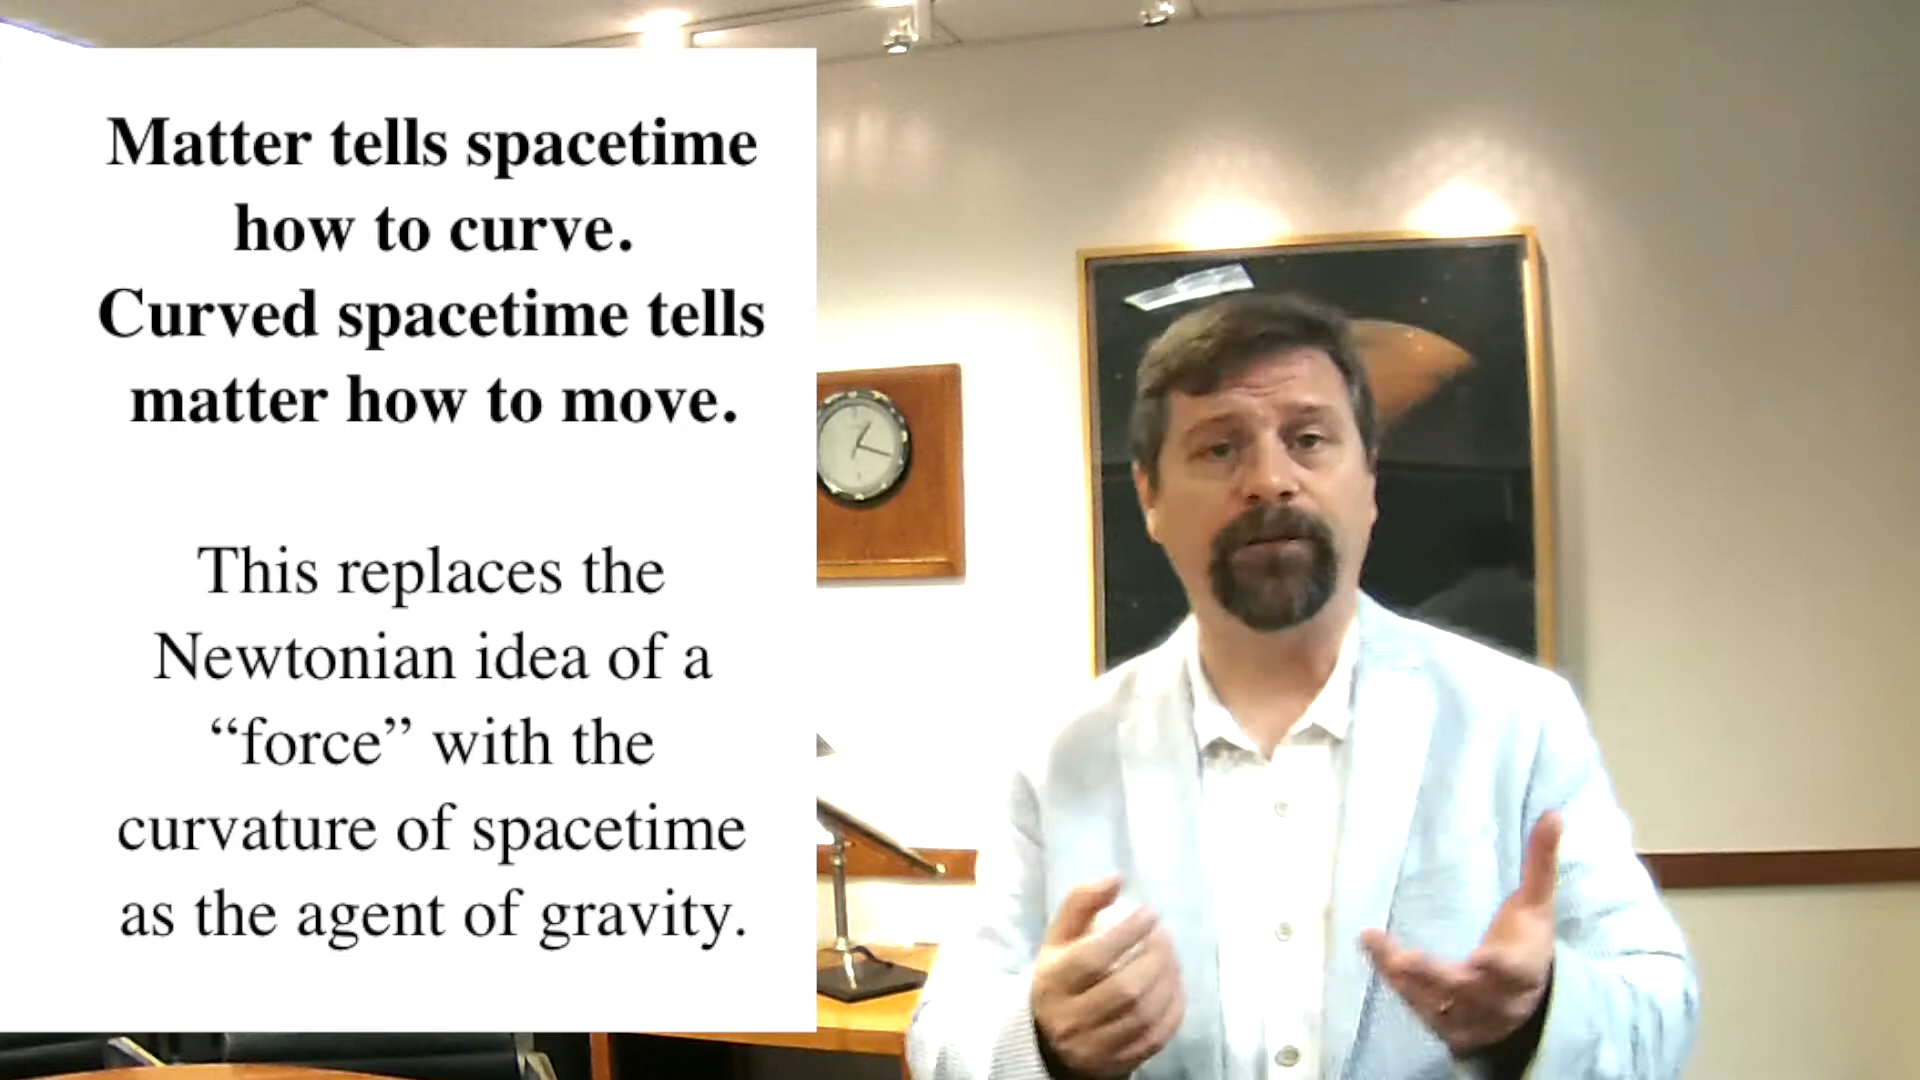 Matter tells spacetime
how to curve.
Curved spacetime tells
matter how to move.
This replaces the
Newtonian idea of a
“force” with the
curvature of spacetime
as the agent of gravity.